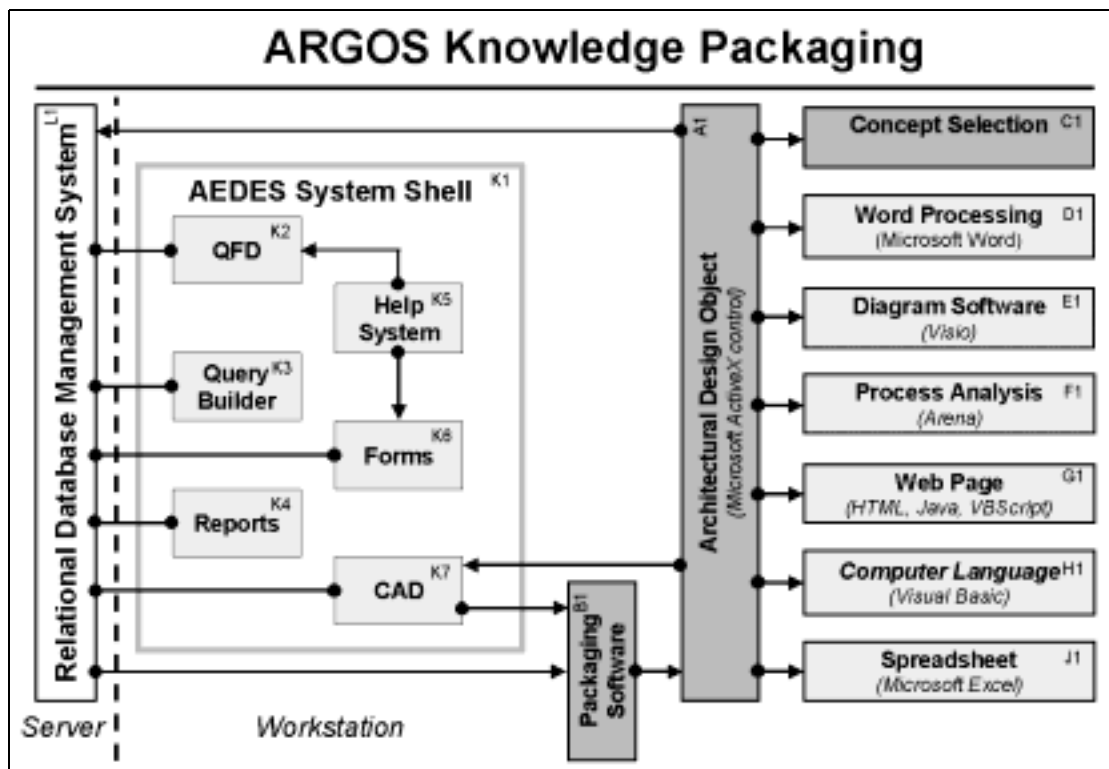 ARGOS Knowledge Packaging
L1
Relational Database Management System
AEDES System Shell
K1
K2
QFD
K5
Help
System
K3
Query
Builder
K6
Forms
K4
Reports
K7
CAD
B1
Packaging
Software
A1
Architectural Design Object
(Microsoft ActiveX control)
Concept Selection
C1
Word Processing
D1
(Microsoft Word)
Diagram Software
E1
(Visio)
Process Analysis
F1
(Arena)
Web Page
G1
(HTML, Java, VBScript)
Computer Language
H1
(Visual Basic)
Spreadsheet
J1
(Microsoft Excel)
Server
Workstation